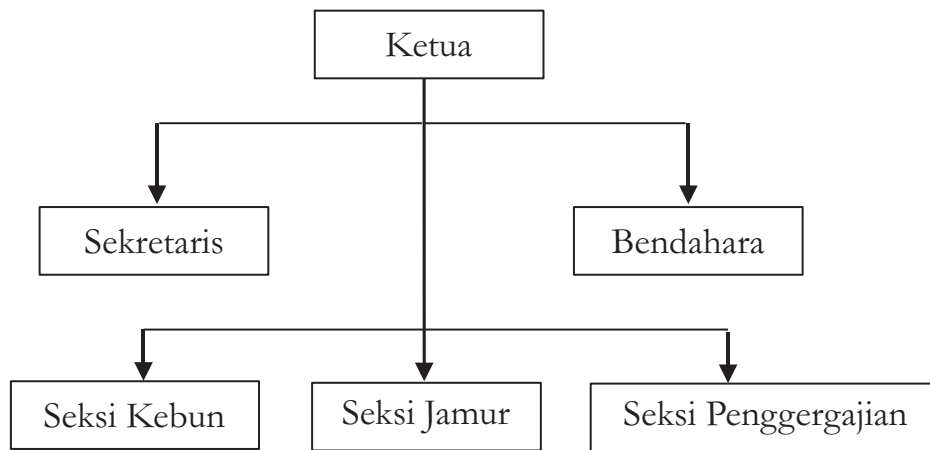 Ketua
Sekretaris
Bendahara
Seksi Kebun
Seksi Jamur
Seksi Penggergajian